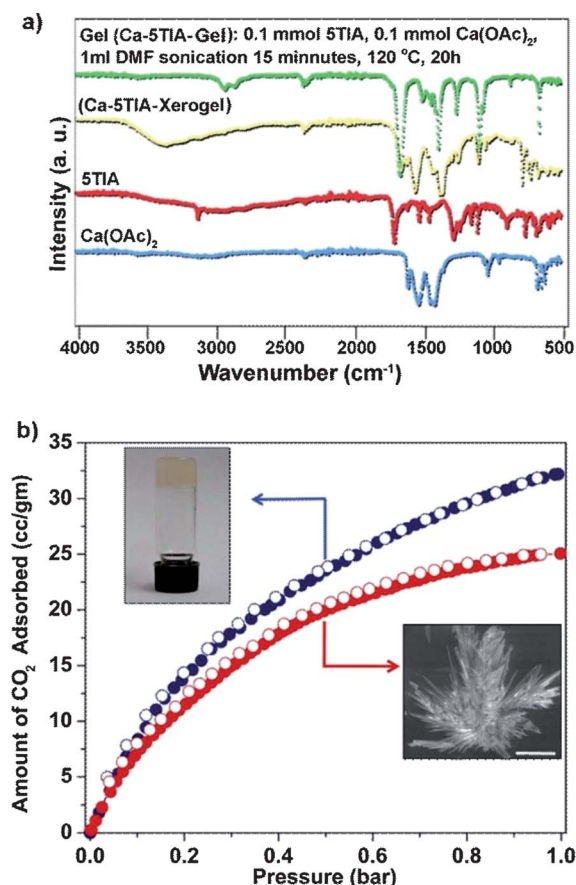 a)
Gel (Ca-5TIA-Gel): 0.1 mmol 5TIA, 0.1 mmol Ca(OAc)2,
1ml DMF sonication 15 minnutes, 120 °C, 20h
(Ca-5TIA-Xerogel)
5TIA
Ca(OAc)2
Intensity (a. u.)
4000 3500 3000 2500 2000 1500 1000 500
Wavenumber (cm-1)
b)
35
30
25
20
15
10
5
0
Amount of CO2 Adsorbed (cc/gm)
0.0 0.2 0.4 0.6 0.8 1.0
Pressure (bar)